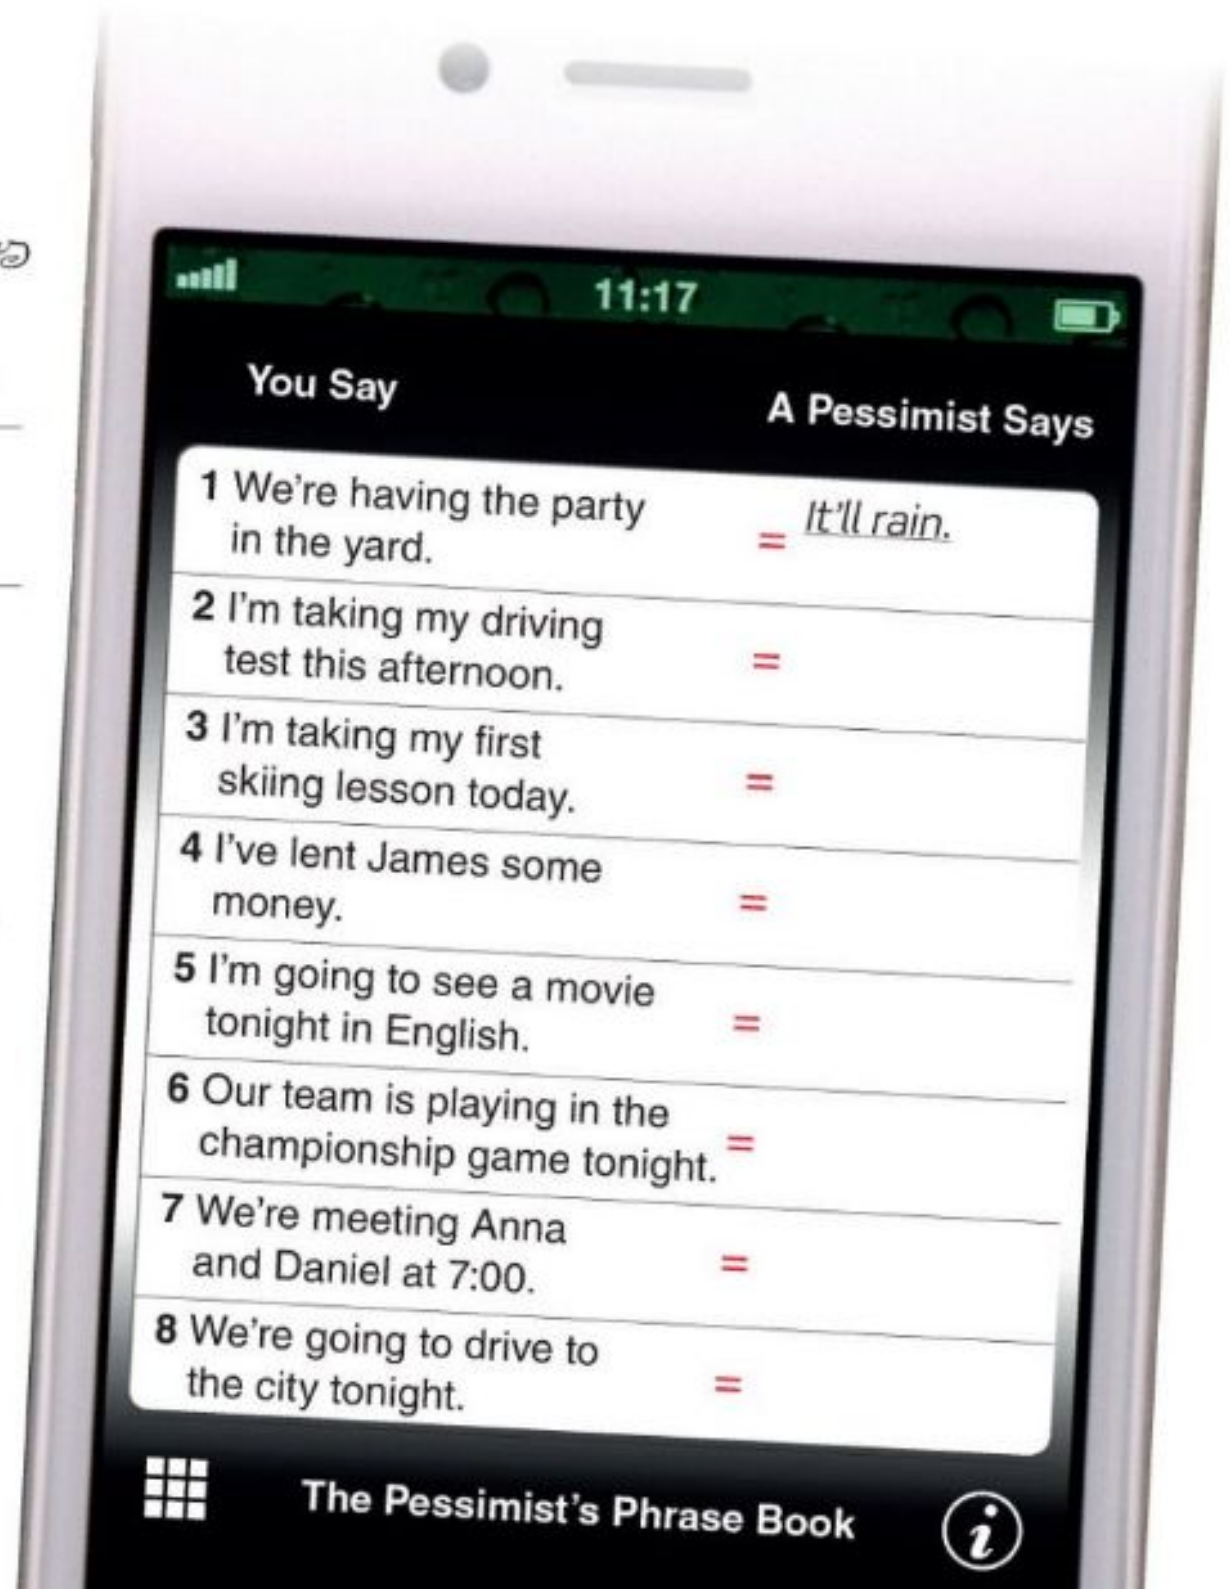 11:17
You Say
A Pessimist Says
1 We're having the party
in the yard.
= It'll rain.
2 I'm taking my driving
test this afternoon.
=
3 I'm taking my first
skiing lesson today.
=
4 I've lent James some
money.
=
5 I'm going to see a movie
tonight in English.
=
6 Our team is playing in the
championship game tonight.
=
7 We're meeting Anna
and Daniel at 7:00.
=
8 We're going to drive to
the city tonight.
=
The Pessimist's Phrase Book
i